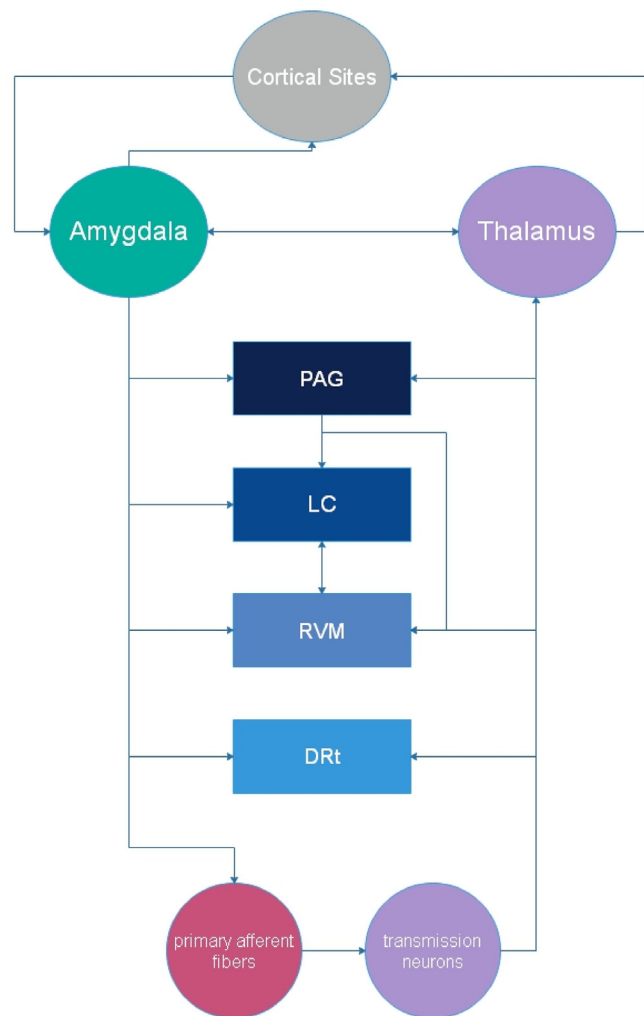 Cortical Sites
Amygdala
Thalamus
PAG
LC
RVM
DRt
primary afferent
fibers
transmission
neurons